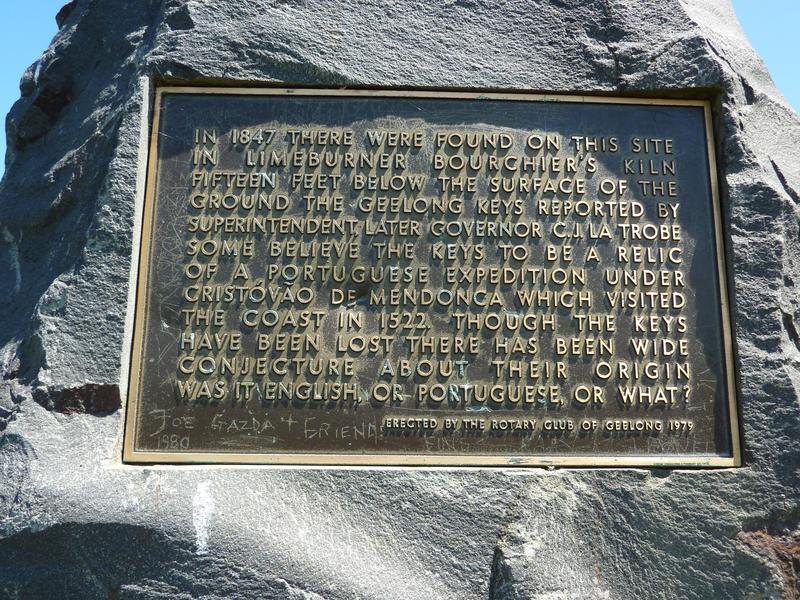 IN 1847 THERE WERE FOUND ON THIS SITE
IN LIMEBURNER BOURCHIER'S KILN
FIFTEEN FEET BELOW THE SURFACE OF THE
GROUND THE GEELONG KEYS REPORTED BY
SUPERINTENDENT, LATER GOVERNOR C.J. LA TROBE
SOME BELIEVE THE KEYS TO BE A RELIC
OF A PORTUGUESE EXPEDITION UNDER
CRISTÓVÃO DE MENDONCA WHICH VISITED
THE COAST IN 1522. THOUGH THE KEYS
HAVE BEEN LOST THERE HAS BEEN WIDE
CONJECTURE ABOUT THEIR ORIGIN
WAS IT ENGLISH, OR PORTUGUESE, OR WHAT?
ERECTED BY THE ROTARY CLUB OF GEELONG 1979
JOE GAZDA + FRIEND
1980